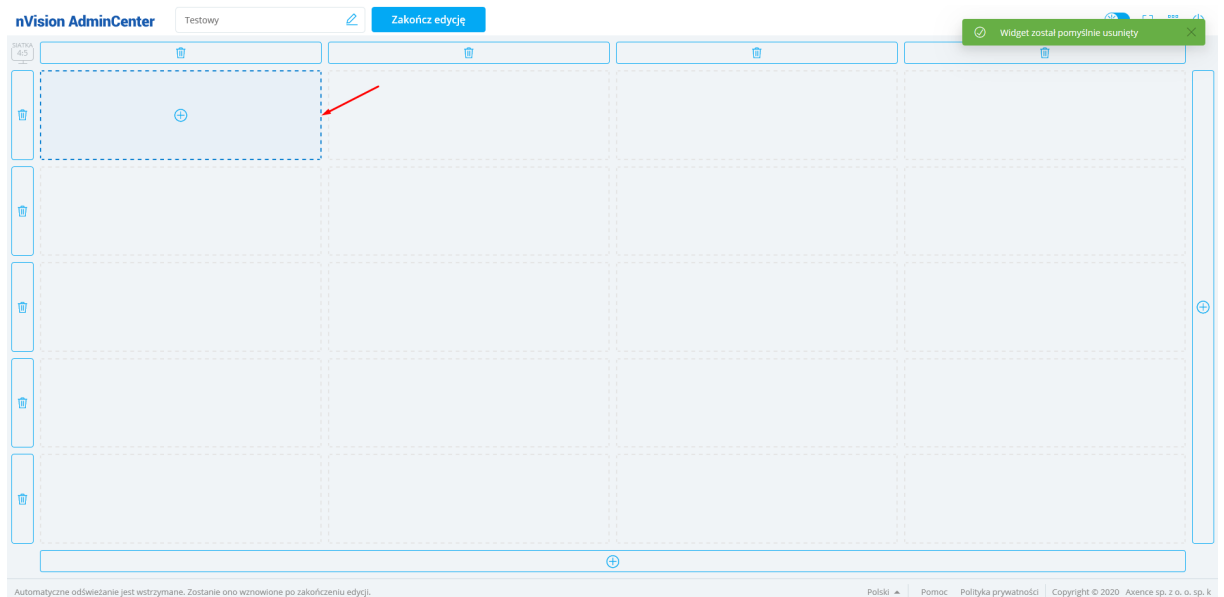 nVision AdminCenter
Testowy
Zakończ edycję
Widget został pomyślnie usunięty
SIATKA
4:5
Automatyczne odświeżanie jest wstrzymane. Zostanie ono wznowione po zakończeniu edycji.
Polski
Pomoc
Polityka prywatności
Copyright © 2020 Axence sp. z o. o. sp. k